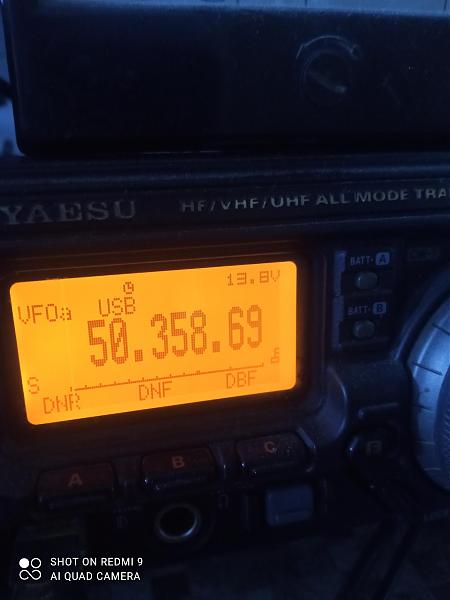 YAESU HF/VHF/UHF ALL MODE TRA
13.8V
VFOa USB
50.358.69
S
DNR DNF DBF
BATT-A
BATT-B
A B C
F
SHOT ON REDMI 9
AI QUAD CAMERA